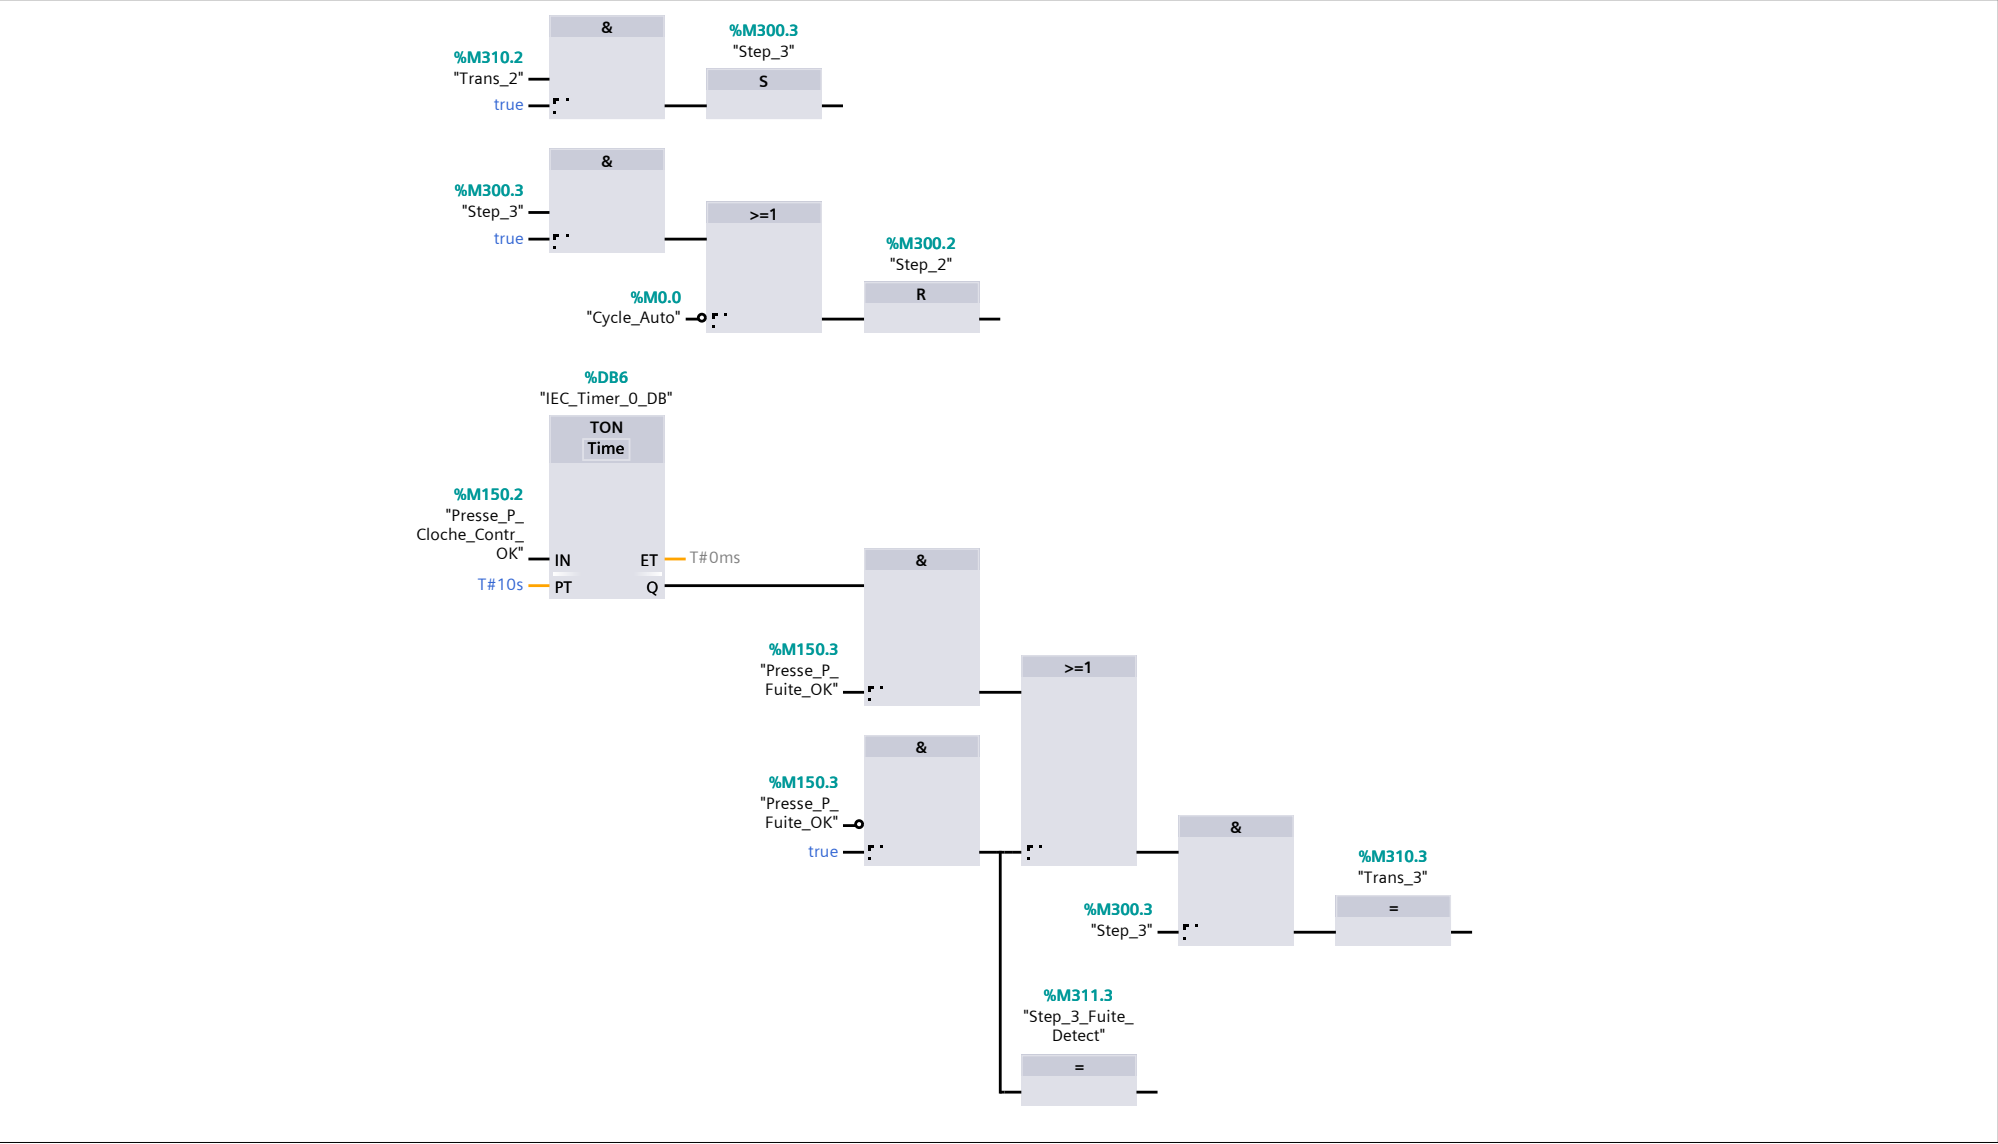 &
%M310.2
"Trans_2"
true
%M300.3
"Step_3"
S
&
%M300.3
"Step_3"
true
>=1
%M0.0
"Cycle_Auto"
%M300.2
"Step_2"
R
%DB6
"IEC_Timer_0_DB"
TON
Time
%M150.2
"Presse_P_
Cloche_Contr_
OK"
IN
ET
T#0ms
T#10s
PT
Q
&
%M150.3
"Presse_P_
Fuite_OK"
>=1
&
%M150.3
"Presse_P_
Fuite_OK"
true
&
%M300.3
"Step_3"
%M310.3
"Trans_3"
=
%M311.3
"Step_3_Fuite_
Detect"
=